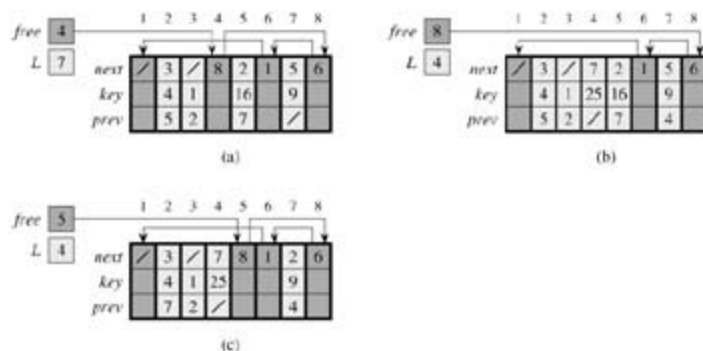 1 2 3 4 5 6 7 8
free 4
L 7
next / 3 / 8 2 1 5 6
key 4 1 16 9
prev 5 2 7 /
(a)
1 2 3 4 5 6 7 8
free 8
L 4
next / 3 / 7 2 1 5 6
key 4 1 25 16 9
prev 5 2 / 7 4
(b)
1 2 3 4 5 6 7 8
free 5
L 4
next / 3 / 7 8 1 2 6
key 4 1 25 9
prev 7 2 / 4
(c)